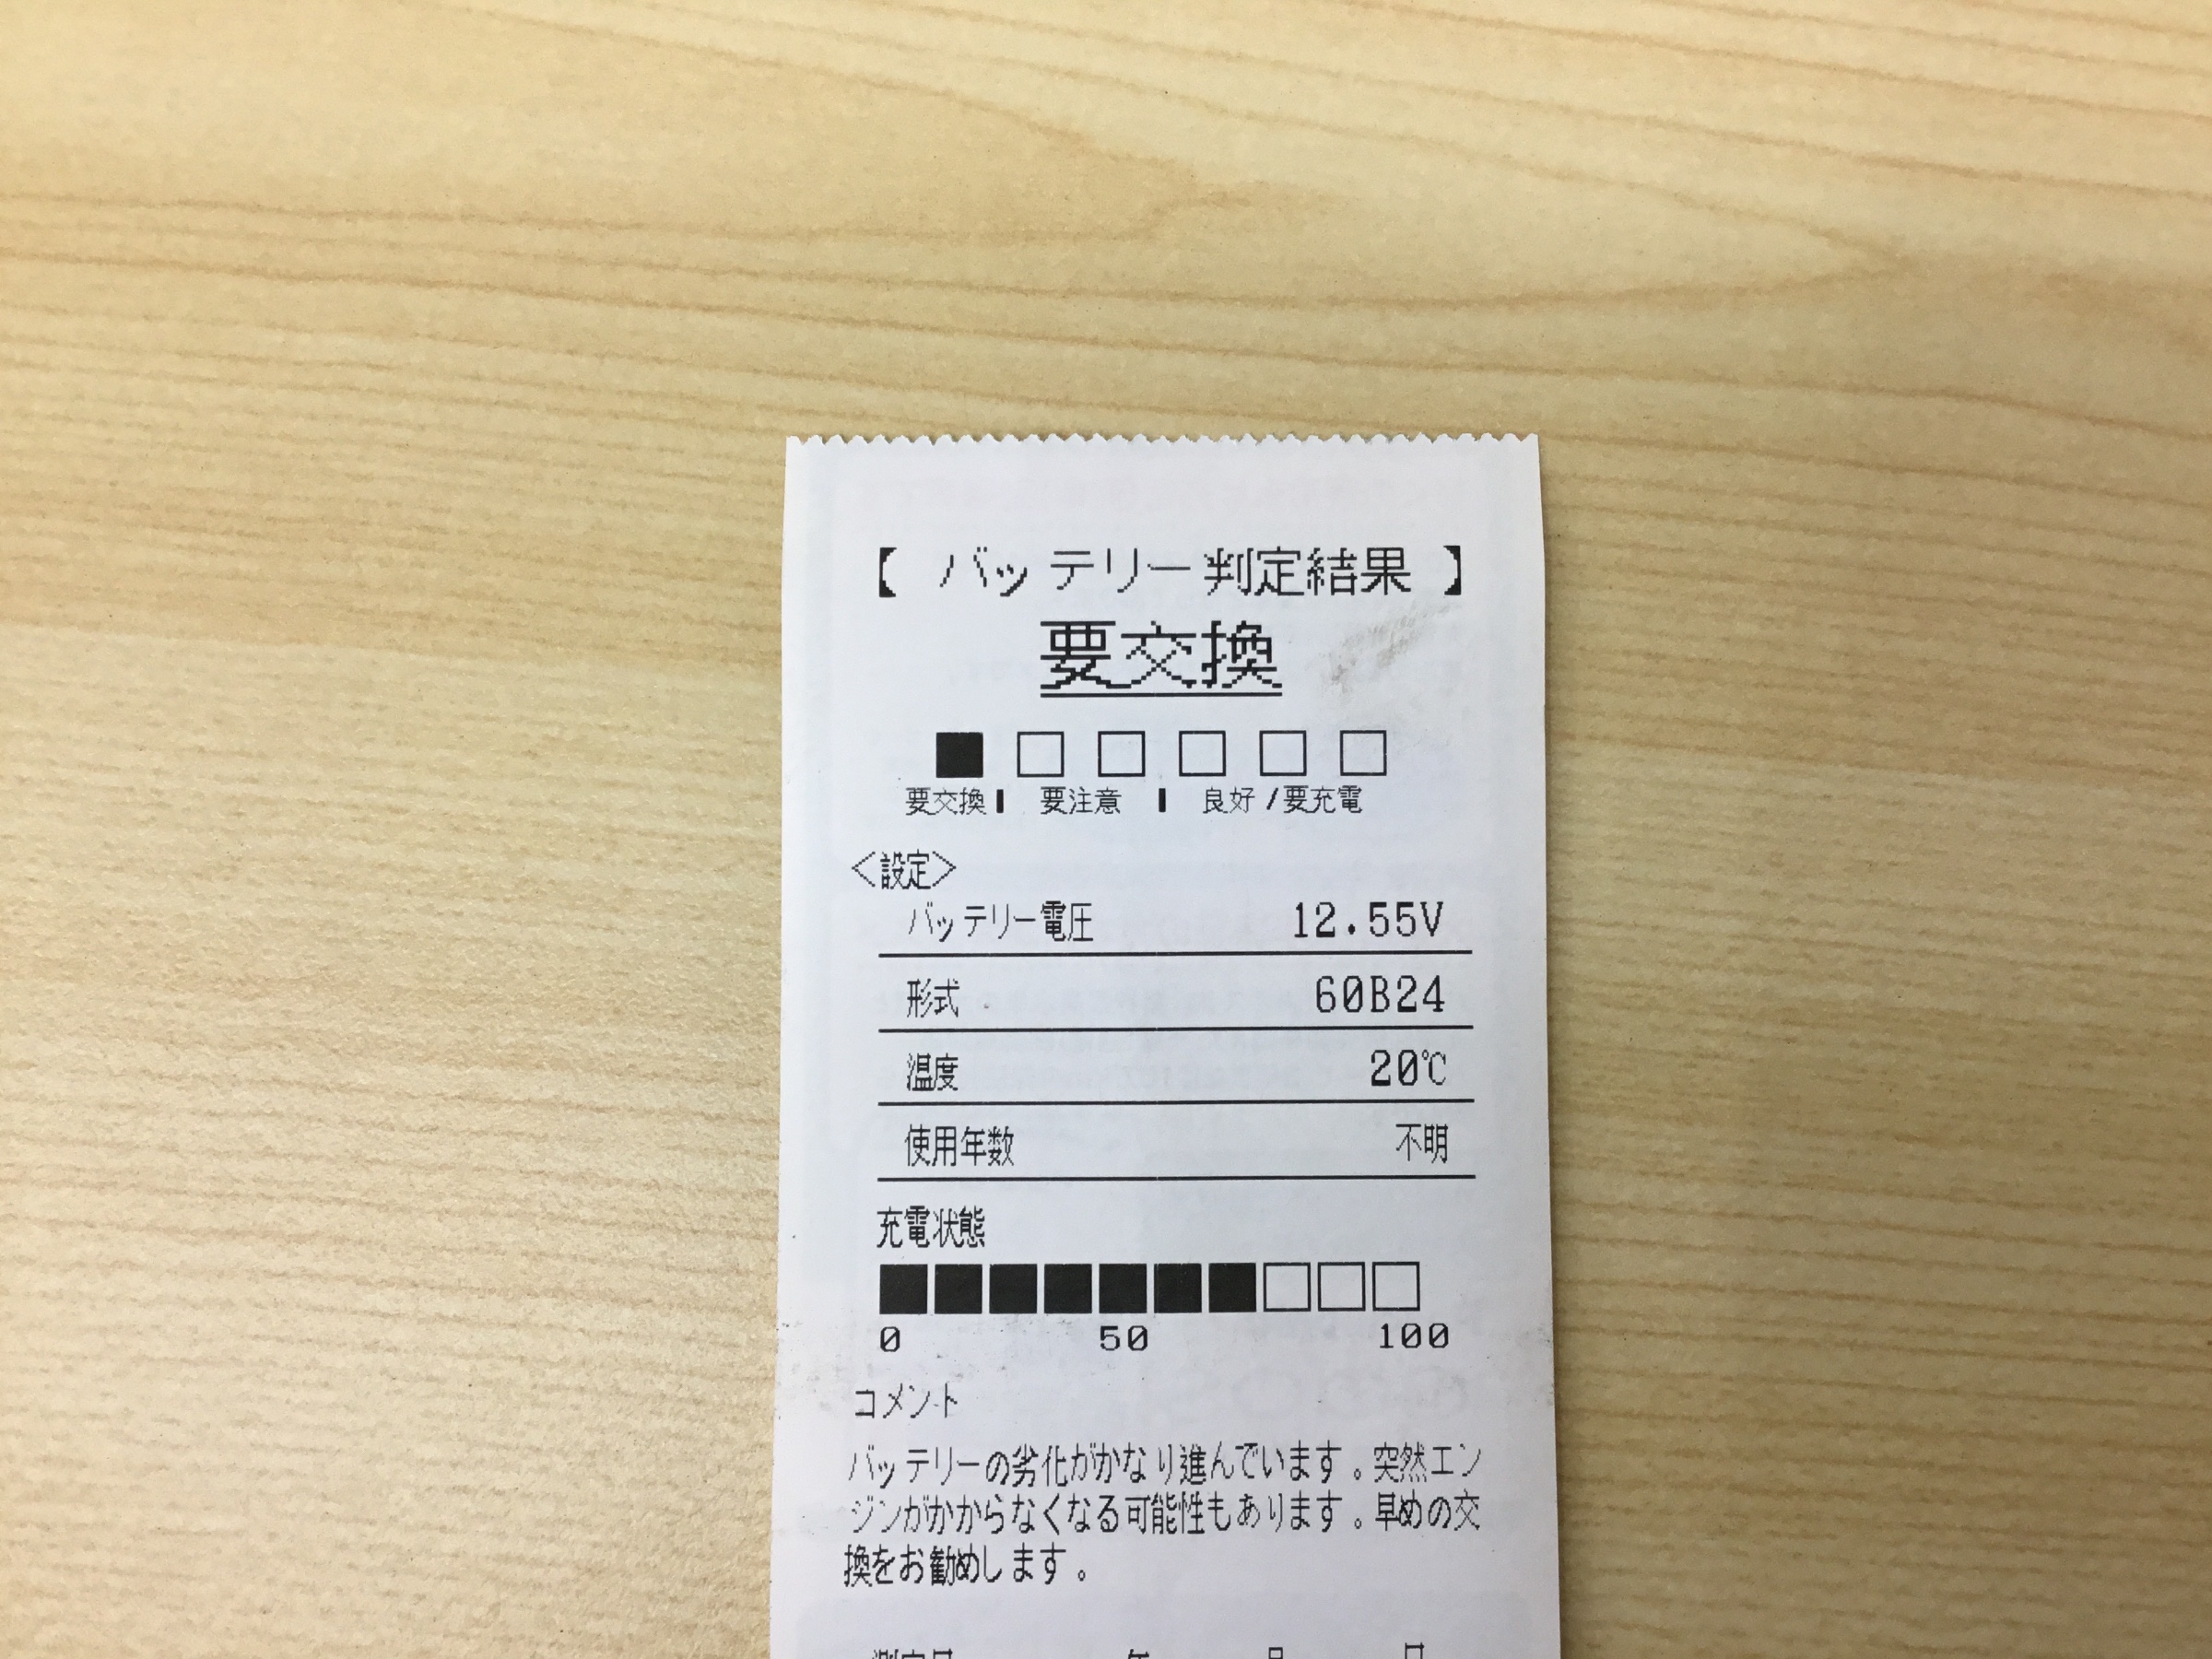 【 バッテリー判定結果 】
要交換
要交換 | 要注意 | 良好 /要充電
<設定>
バッテリー電圧 12.55V
形式 60B24
温度 20℃
使用年数 不明
充電状態
0 50 100
コメント
バッテリーの劣化がかなり進んでいます。突然エン
ジンがかからなくなる可能性もあります。早めの交
換をお勧めします。